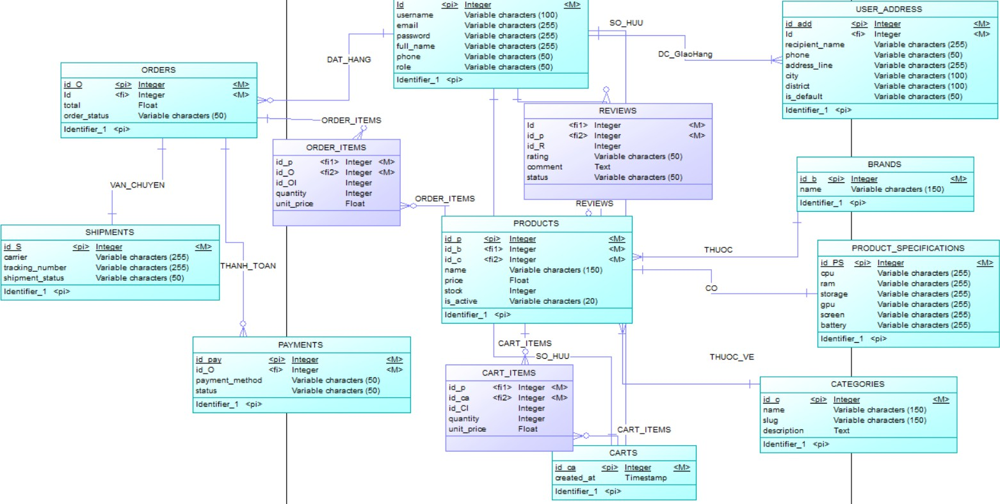 Id <pi> Integer <M>
username Variable characters (100)
email Variable characters (255)
password Variable characters (255)
full_name Variable characters (255)
phone Variable characters (50)
role Variable characters (50)
Identifier_1 <pi>
SO_HUU
DC_GIaoHang
DAT_HANG
USER_ADDRESS
id_add <pi> Integer <M>
Id <fi> Integer <M>
recipient_name Variable characters (255)
phone Variable characters (50)
address_line Variable characters (255)
city Variable characters (100)
district Variable characters (100)
is_default Variable characters (50)
Identifier_1 <pi>
ORDERS
id_O <pi> Integer <M>
Id <fi> Integer <M>
total Float
order_status Variable characters (50)
Identifier_1 <pi>
ORDER_ITEMS
ORDER_ITEMS
id_p <fi1> Integer <M>
id_O <fi2> Integer <M>
id_OI Integer
quantity Integer
unit_price Float
ORDER_ITEMS
REVIEWS
Id <fi1> Integer <M>
id_p <fi2> Integer <M>
id_R Integer
rating Variable characters (50)
comment Text
status Variable characters (50)
REVIEWS
BRANDS
id_b <pi> Integer <M>
name Variable characters (150)
Identifier_1 <pi>
VAN_CHUYEN
SHIPMENTS
id_S <pi> Integer <M>
carrier Variable characters (255)
tracking_number Variable characters (255)
shipment_status Variable characters (50)
Identifier_1 <pi>
THANH_TOAN
PRODUCTS
id_p <pi> Integer <M>
id_b <fi1> Integer <M>
id_c <fi2> Integer <M>
name Variable characters (150)
price Float
stock Integer
is_active Variable characters (20)
Identifier_1 <pi>
THUOC
CO
PRODUCT_SPECIFICATIONS
id_PS <pi> Integer <M>
cpu Variable characters (255)
ram Variable characters (255)
storage Variable characters (255)
gpu Variable characters (255)
screen Variable characters (255)
battery Variable characters (255)
Identifier_1 <pi>
PAYMENTS
id_pay <pi> Integer <M>
id_O <fi> Integer <M>
payment_method Variable characters (50)
status Variable characters (50)
Identifier_1 <pi>
CART_ITEMS
SO_HUU
THUOC_VE
CART_ITEMS
id_p <fi1> Integer <M>
id_ca <fi2> Integer <M>
id_CI Integer
quantity Integer
unit_price Float
CART_ITEMS
CATEGORIES
id_c <pi> Integer <M>
name Variable characters (150)
slug Variable characters (150)
description Text
Identifier_1 <pi>
CARTS
id_ca <pi> Integer <M>
created_at Timestamp
Identifier_1 <pi>